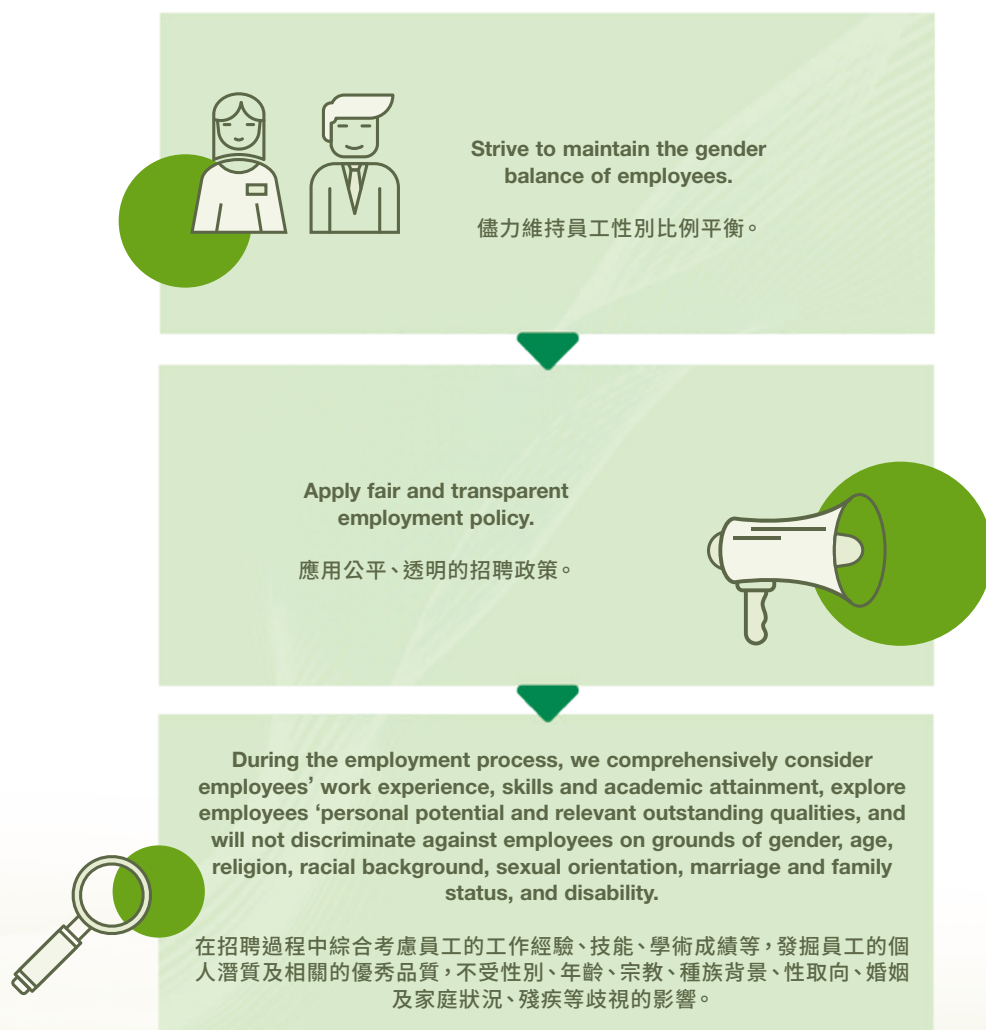 Strive to maintain the gender
balance of employees.
儘力維持員工性別比例平衡。
Apply fair and transparent
employment policy.
應用公平、透明的招聘政策。
During the employment process, we comprehensively consider
employees’ work experience, skills and academic attainment, explore
employees ‘personal potential and relevant outstanding qualities, and
will not discriminate against employees on grounds of gender, age,
religion, racial background, sexual orientation, marriage and family
status, and disability.
在招聘過程中綜合考慮員工的工作經驗、技能、學術成績等，發掘員工的個
人潛質及相關的優秀品質，不受性別、年齡、宗教、種族背景、性取向、婚姻
及家庭狀況、殘疾等歧視的影響。